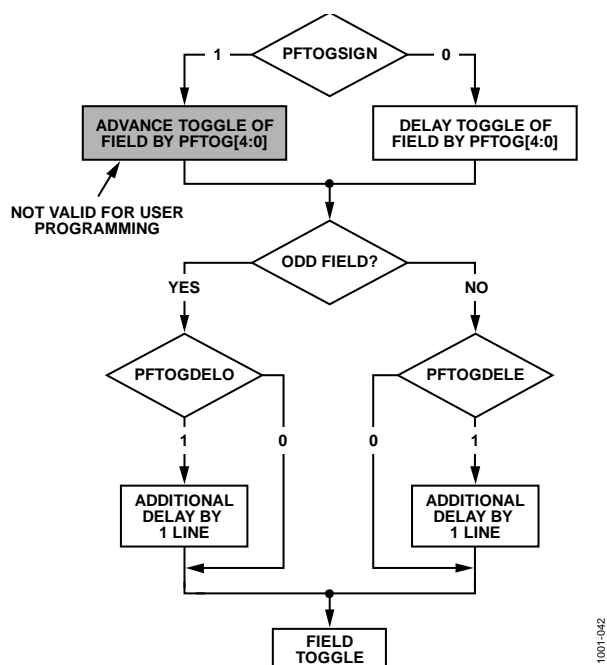 PFTOGSIGN
1
0
ADVANCE TOGGLE OF
FIELD BY PFTOG[4:0]
DELAY TOGGLE OF
FIELD BY PFTOG[4:0]
NOT VALID FOR USER
PROGRAMMING
ODD FIELD?
YES
NO
PFTOGDELO
PFTOGDELE
1
0
0
1
ADDITIONAL
DELAY BY
1 LINE
ADDITIONAL
DELAY BY
1 LINE
FIELD
TOGGLE
1001-042